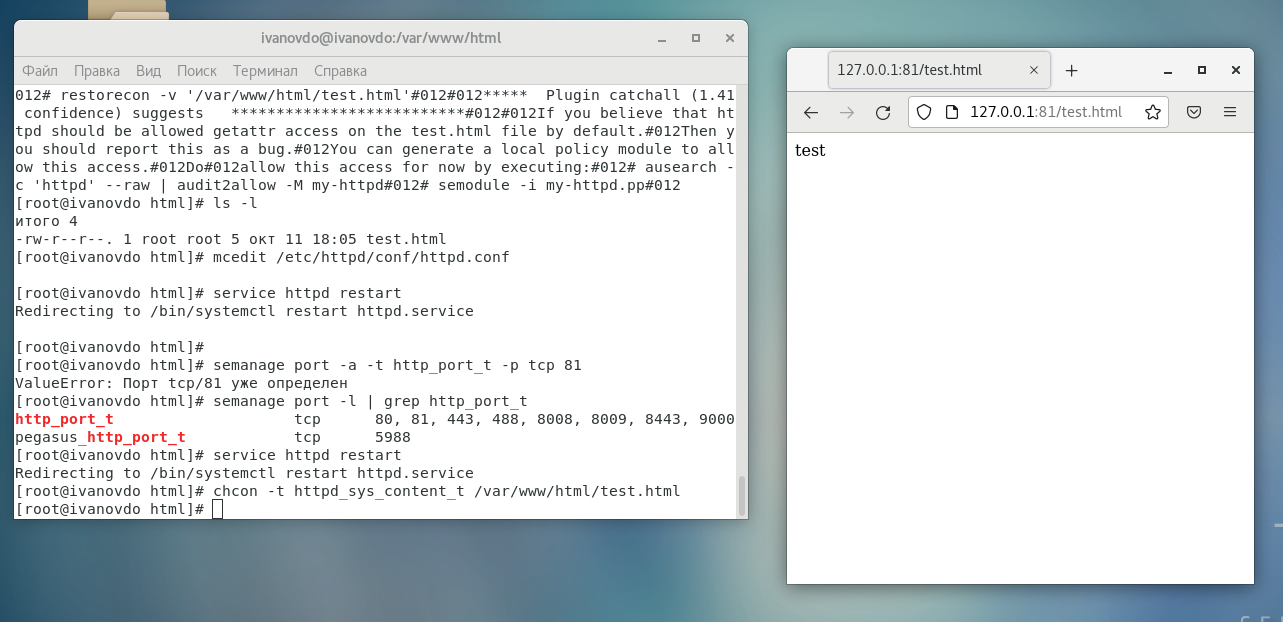 ivanovdo@ivanovdo:/var/www/html
Файл Правка Вид Поиск Терминал Справка
012# restorecon -v '/var/www/html/test.html'#012#012***** Plugin catchall (1.41
confidence) suggests **************************#012#012If you believe that ht
tpd should be allowed getattr access on the test.html file by default.#012Then y
ou should report this as a bug.#012You can generate a local policy module to all
ow this access.#012Do#012allow this access for now by executing:#012# ausearch -
c 'httpd' --raw | audit2allow -M my-httpd#012# semodule -i my-httpd.pp#012
[root@ivanovdo html]# ls -l
итого 4
-rw-r--r--. 1 root root 5 окт 11 18:05 test.html
[root@ivanovdo html]# mcedit /etc/httpd/conf/httpd.conf
[root@ivanovdo html]# service httpd restart
Redirecting to /bin/systemctl restart httpd.service
[root@ivanovdo html]#
[root@ivanovdo html]# semanage port -a -t http_port_t -p tcp 81
ValueError: Порт tcp/81 уже определен
[root@ivanovdo html]# semanage port -l | grep http_port_t
http_port_t tcp 80, 81, 443, 488, 8008, 8009, 8443, 9000
pegasus_http_port_t tcp 5988
[root@ivanovdo html]# service httpd restart
Redirecting to /bin/systemctl restart httpd.service
[root@ivanovdo html]# chcon -t httpd_sys_content_t /var/www/html/test.html
[root@ivanovdo html]#
127.0.0.1:81/test.html
127.0.0.1:81/test.html
test